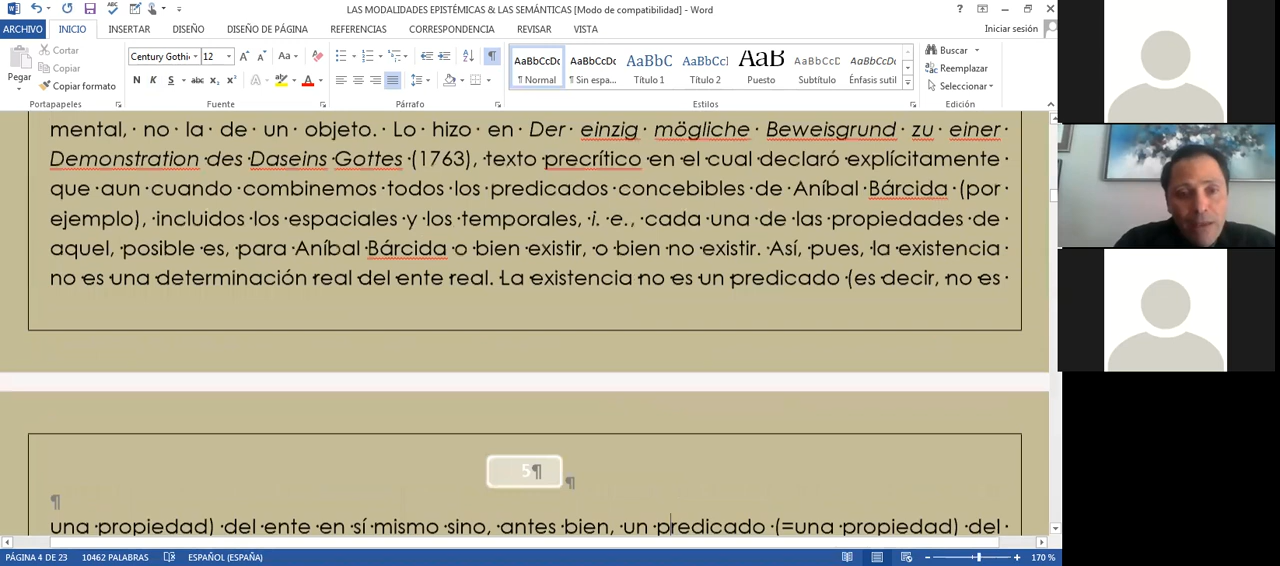 LAS MODALIDADES EPISTÉMICAS & LAS SEMÁNTICAS [Modo de compatibilidad] - Word
ARCHIVO INICIO INSERTAR DISEÑO DISEÑO DE PÁGINA REFERENCIAS CORRESPONDENCIA REVISAR VISTA Iniciar sesión
Pegar
Cortar
Copiar
Copiar formato
Portapapeles
Century Gothi 12
N K S abc x₂ x²
Fuente
Párrafo
AaBbCcDc AaBbCcDc AaBbC AaBbCcI AaB AaBbCcD AaBbCcDc
¶ Normal ¶ Sin espa... Título 1 Título 2 Puesto Subtítulo Énfasis sutil
Estilos
Buscar
Reemplazar
Seleccionar
Edición
mental, no la de un objeto. Lo hizo en Der einzig mögliche Beweisgrund zu einer
Demonstration des Daseins Gottes (1763), texto precrítico en el cual declaró explícitamente
que aun cuando combinemos todos los predicados concebibles de Aníbal Bárcida (por
ejemplo), incluidos los espaciales y los temporales, i. e., cada una de las propiedades de
aquel, posible es, para Aníbal Bárcida o bien existir, o bien no existir. Así, pues, la existencia
no es una determinación real del ente real. La existencia no es un predicado (es decir, no es
5¶
¶
¶
una propiedad) del ente en sí mismo sino, antes bien, un predicado (=una propiedad) del
PÁGINA 4 DE 23 10462 PALABRAS ESPAÑOL (ESPAÑA) 170 %